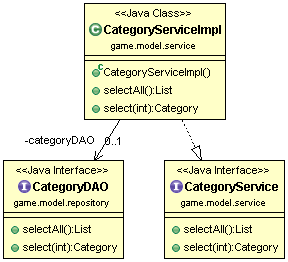 <<Java Class>>
C CategoryServiceImpl
game.model.service
C CategoryServiceImpl()
selectAll():List
select(int):Category
-categoryDAO 0..1
<<Java Interface>>
I CategoryDAO
game.model.repository
selectAll():List
select(int):Category
<<Java Interface>>
I CategoryService
game.model.service
selectAll():List
select(int):Category